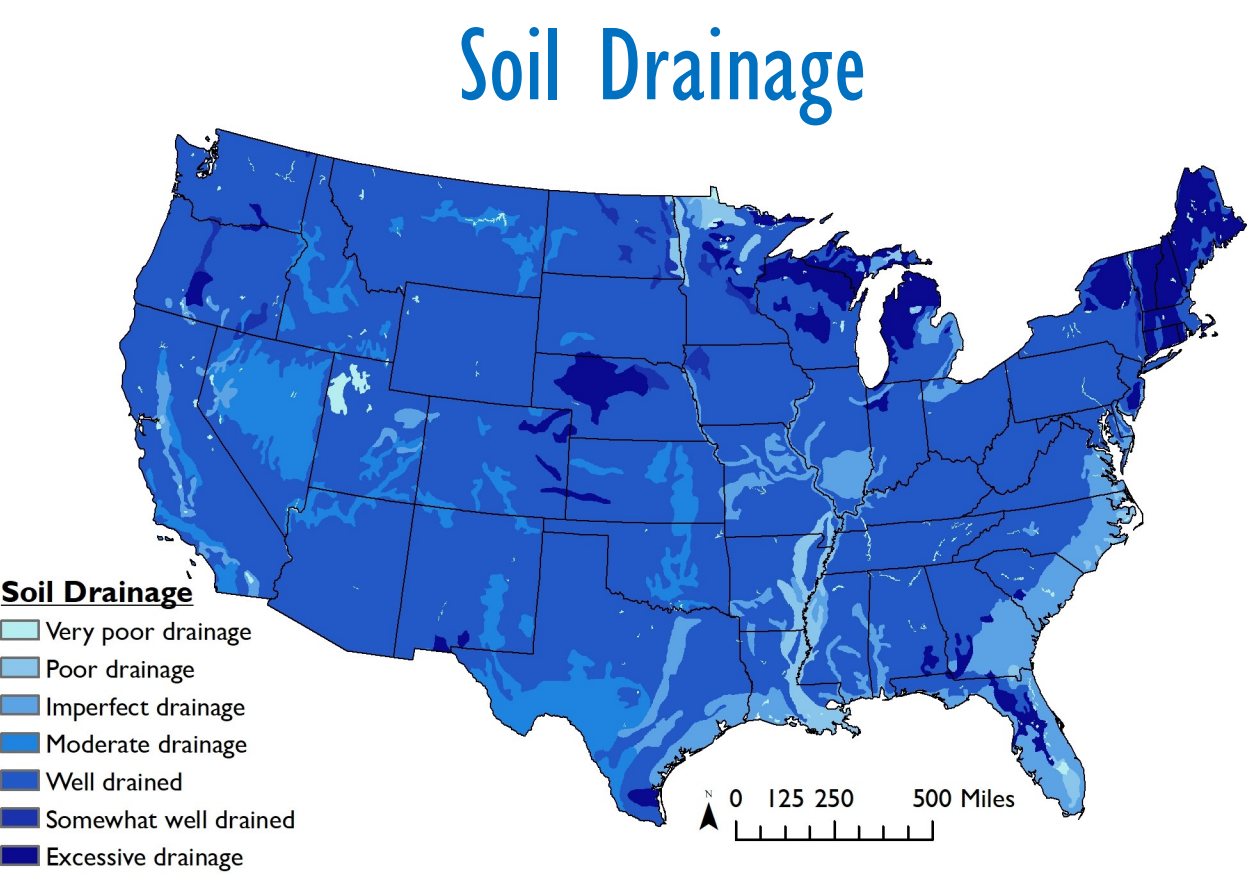 Soil Drainage
Soil Drainage
Very poor drainage
Poor drainage
Imperfect drainage
Moderate drainage
Well drained
Somewhat well drained
Excessive drainage
N
0 125 250 500 Miles